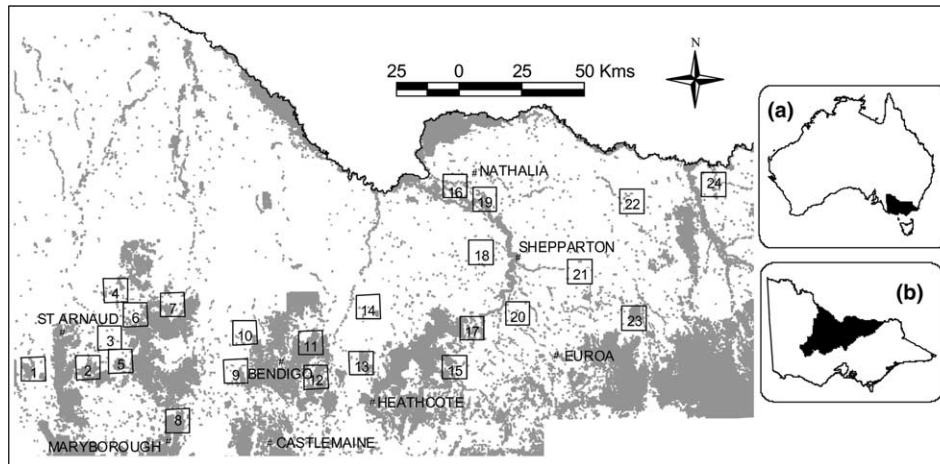 25 0 25 50 Kms
N
(a)
NATHALIA
16
19
22
24
18
SHEPPARTON
21
4
ST ARNAUD
6
7
14
20
23
3
10
17
11
EUROA
1
2
5
9
BENDIGO
12
13
15
(b)
HEATHCOTE
8
MARYBOROUGH
CASTLEMAINE